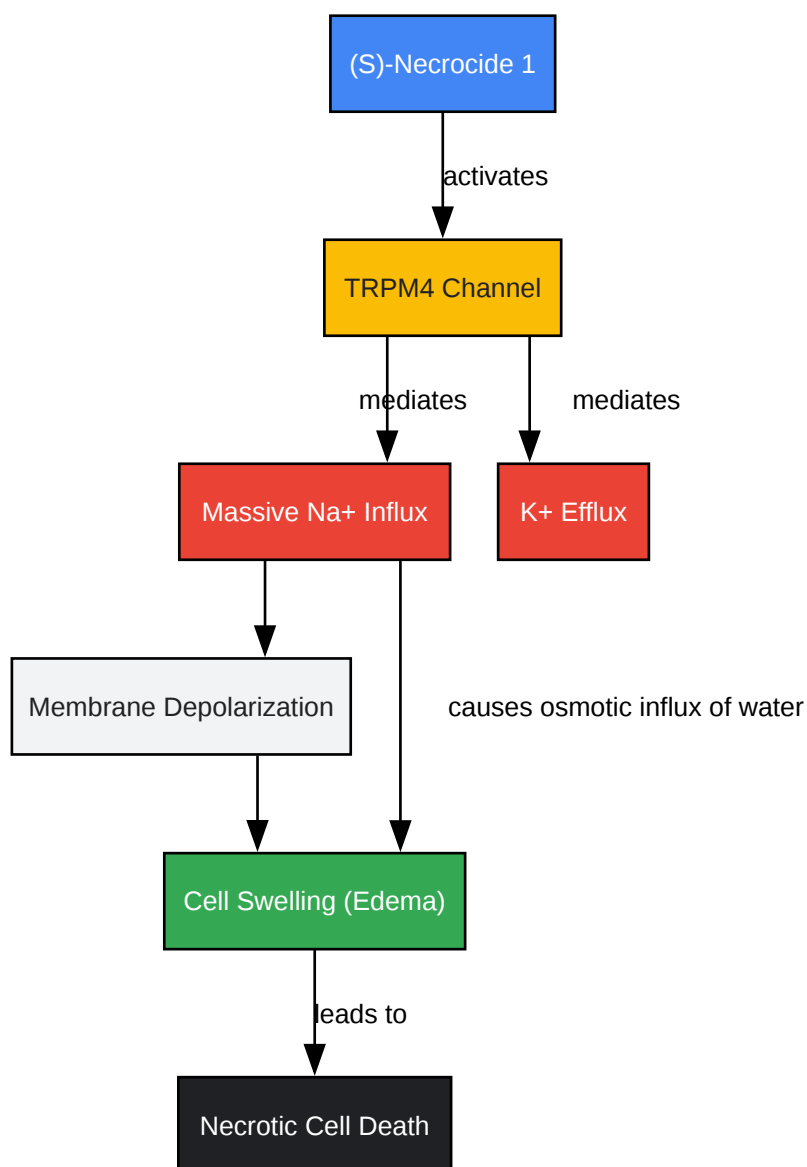 (S)-Necrocide 1
activates
TRPM4 Channel
mediates
mediates
Massive Na+ Influx
K+ Efflux
Membrane Depolarization
causes osmotic influx of water
Cell Swelling (Edema)
leads to
Necrotic Cell Death